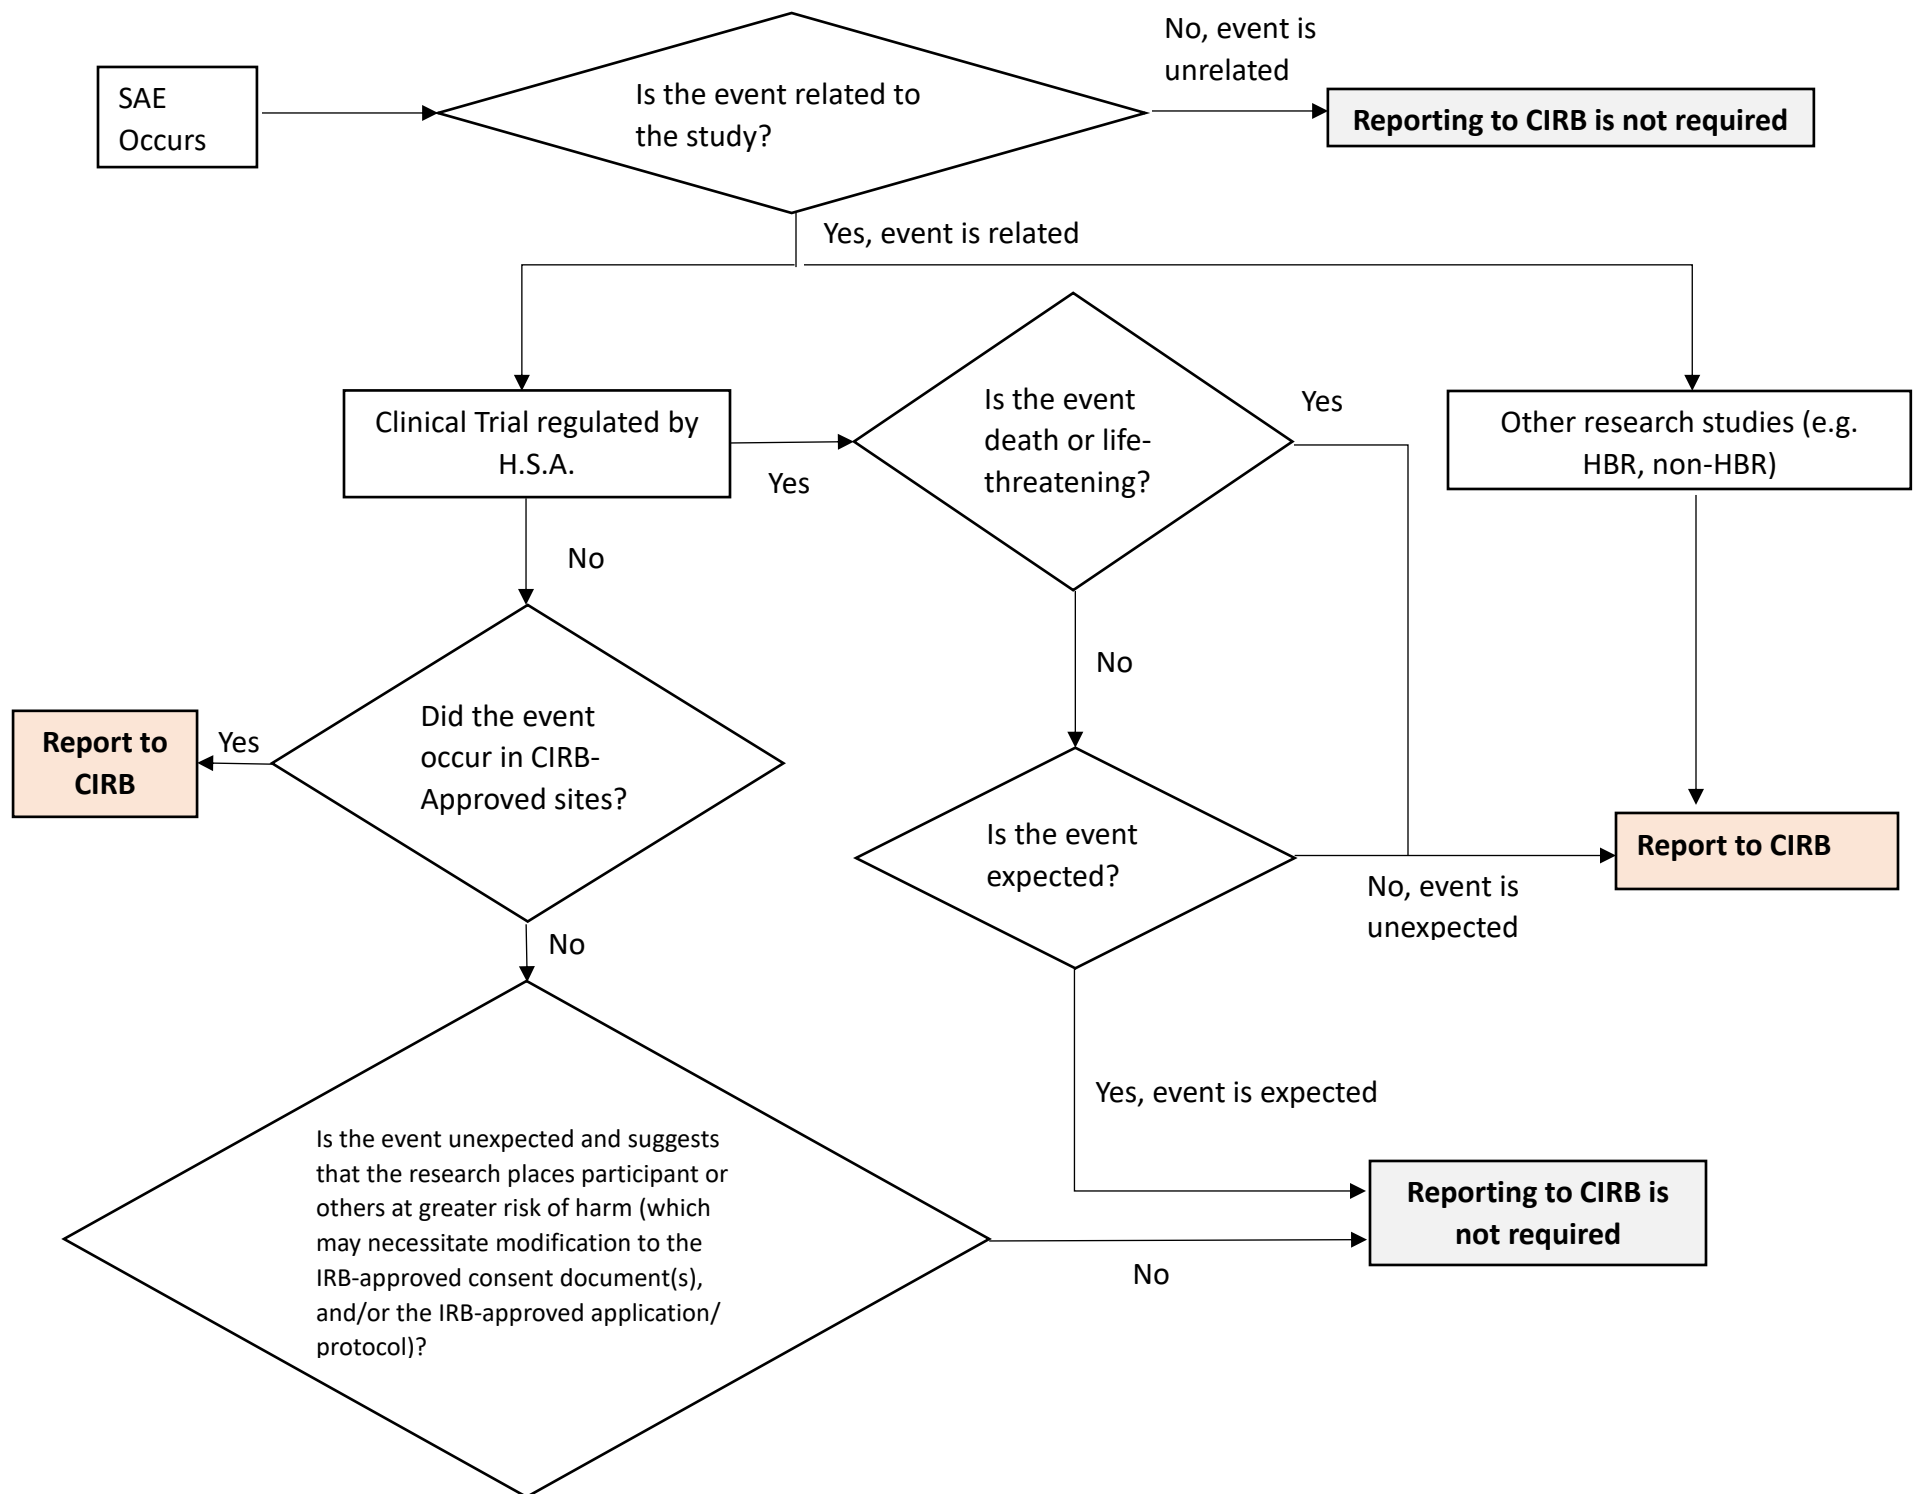 No, event is
unrelated
SAE
Occurs
Is the event related to
the study?
Reporting to CIRB is not required
Yes, event is related
Clinical Trial regulated by
H.S.A.
Yes
Is the event
death or life-
threatening?
Yes
Other research studies (e.g.
HBR, non-HBR)
No
No
Did the event
occur in CIRB-
Approved sites?
Yes
Report to
CIRB
Is the event
expected?
No, event is
unexpected
Report to CIRB
No
Yes, event is expected
Is the event unexpected and suggests
that the research places participant or
others at greater risk of harm (which
may necessitate modification to the
IRB-approved consent document(s),
and/or the IRB-approved application/
protocol)?
No
Reporting to CIRB is
not required